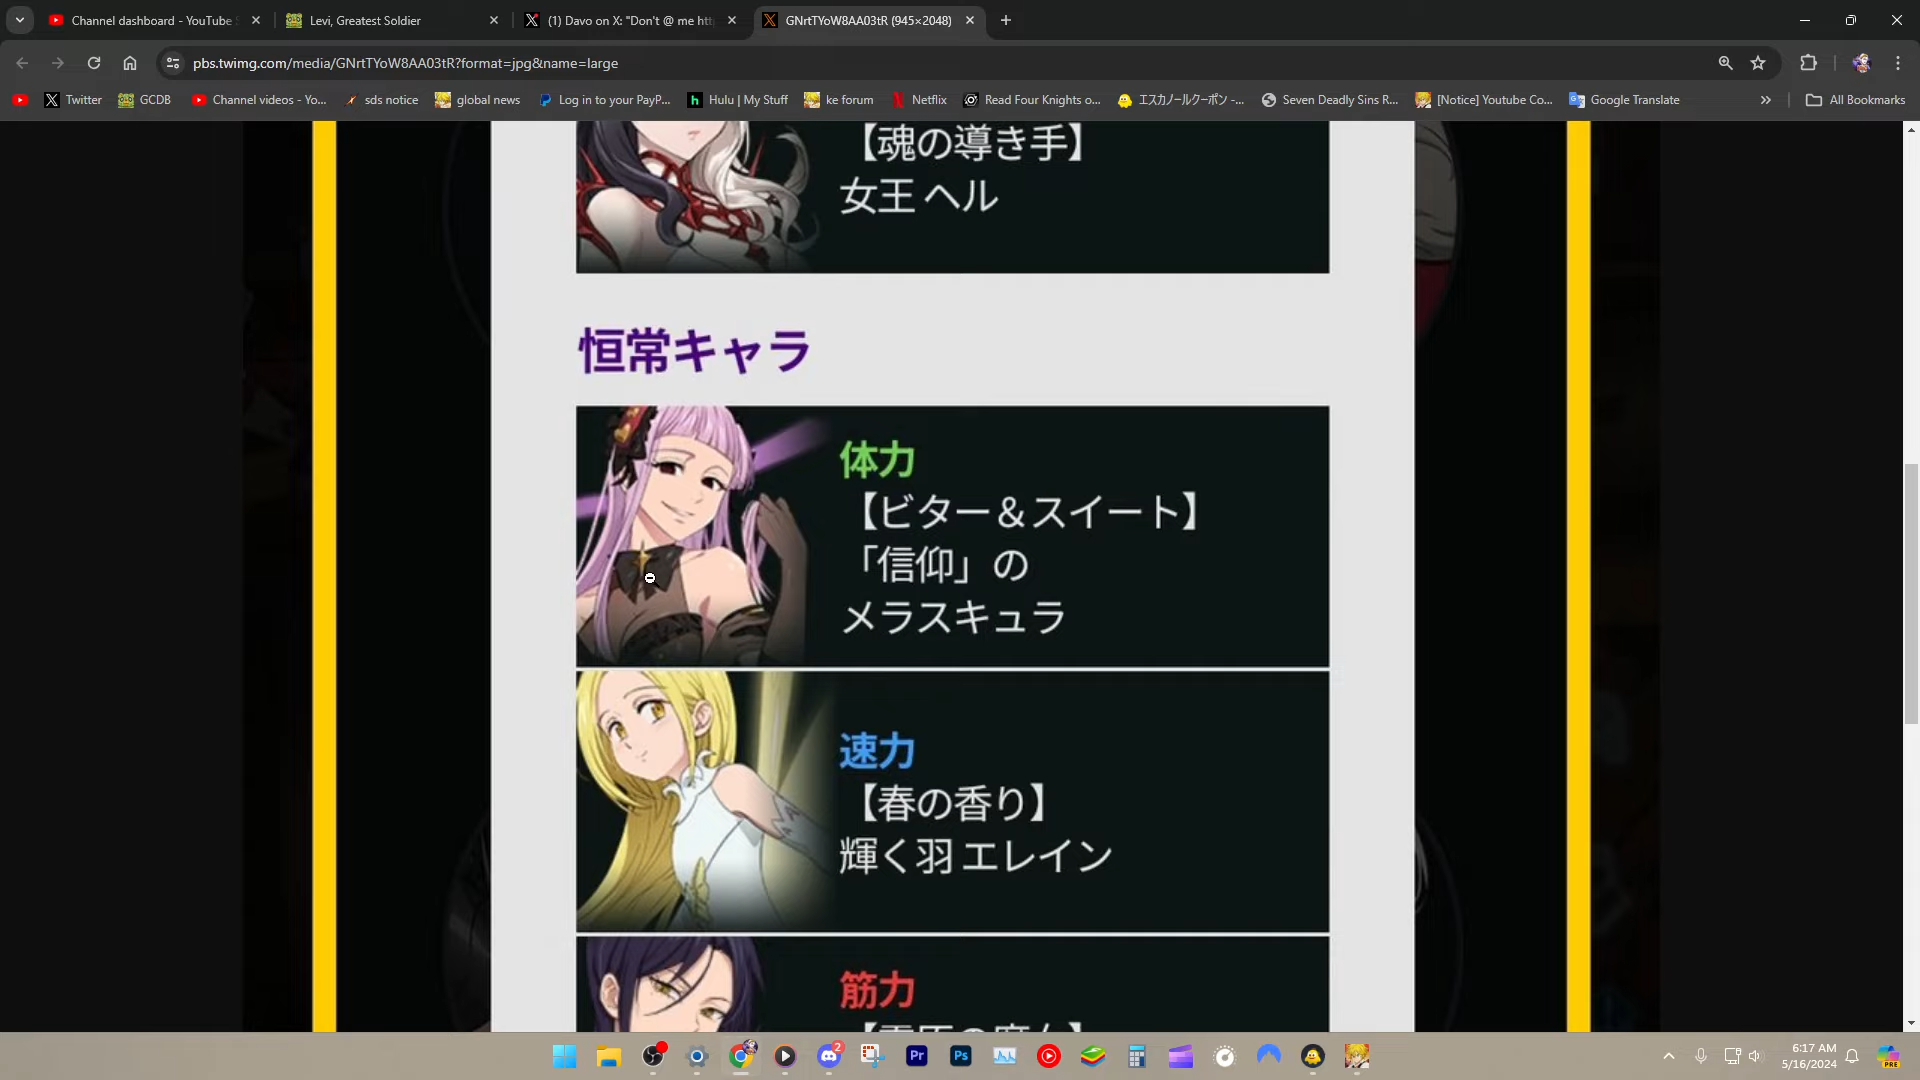 Channel dashboard - YouTube S
Levi, Greatest Soldier
(1) Davo on X: "Don't @ me htt
GNrtTYoW8AA03tR (945×2048)
pbs.twimg.com/media/GNrtTYoW8AA03tR?format=jpg&name=large
Twitter
GCDB
Channel videos - Yo...
sds notice
global news
Log in to your PayP...
Hulu | My Stuff
ke forum
Netflix
Read Four Knights o...
エスカノールクーポン -...
Seven Deadly Sins R...
[Notice] Youtube Co...
Google Translate
All Bookmarks
【魂の導き手】
女王 ヘル
恒常キャラ
体力
【ビター＆スイート】
「信仰」の
メラスキュラ
速力
【春の香り】
輝く羽 エレイン
筋力
Pr
Ps
2
PRE
6:17 AM
5/16/2024